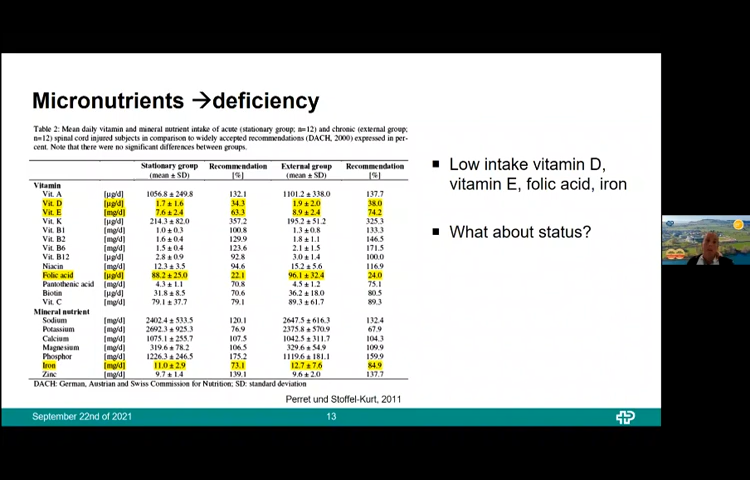 Micronutrients →deficiency
Table 2: Mean daily vitamin and mineral nutrient intake of acute (stationary group; n=12) and chronic (external group;
n=12) spinal cord injured subjects in comparison to widely accepted recommendations (DACH, 2000) expressed in per-
cent. Note that there were no significant differences between groups.
Stationary group Recommendation External group Recommendation
(mean ± SD) [%] (mean ± SD) [%]
Vitamin
Vit. A [µg/d] 1056.8 ± 249.8 132.1 1101.2 ± 338.0 137.7
Vit. D [µg/d] 1.7 ± 1.6 34.3 1.9 ± 2.0 38.0
Vit. E [mg/d] 7.6 ± 2.4 63.3 8.9 ± 2.4 74.2
Vit. K [µg/d] 214.3 ± 82.0 357.2 195.2 ± 51.2 325.3
Vit. B1 [mg/d] 1.0 ± 0.3 100.8 1.3 ± 0.8 133.3
Vit. B2 [mg/d] 1.6 ± 0.4 129.9 1.8 ± 1.1 146.5
Vit. B6 [mg/d] 1.5 ± 0.4 123.6 2.1 ± 1.5 171.5
Vit. B12 [µg/d] 2.8 ± 0.9 92.8 3.0 ± 1.4 100.0
Niacin [mg/d] 12.3 ± 3.5 94.6 15.2 ± 5.6 116.9
Folic acid [µg/d] 88.2 ± 25.0 22.1 96.1 ± 32.4 24.0
Pantothenic acid [mg/d] 4.3 ± 1.1 70.8 4.5 ± 1.2 75.1
Biotin [µg/d] 31.8 ± 8.5 70.6 36.2 ± 18.0 80.5
Vit. C [mg/d] 79.1 ± 37.7 79.1 89.3 ± 61.7 89.3
Mineral nutrient
Sodium [mg/d] 2402.4 ± 533.5 120.1 2647.5 ± 616.3 132.4
Potassium [mg/d] 2692.3 ± 925.3 76.9 2375.8 ± 570.9 67.9
Calcium [mg/d] 1075.1 ± 255.7 107.5 1042.5 ± 311.7 104.3
Magnesium [mg/d] 319.6 ± 78.2 106.5 329.6 ± 54.9 109.9
Phosphor [mg/d] 1226.3 ± 246.5 175.2 1119.6 ± 181.1 159.9
Iron [mg/d] 11.0 ± 2.9 73.1 12.7 ± 7.6 84.9
Zinc [mg/d] 9.7 ± 1.4 139.1 9.6 ± 2.0 137.7
DACH: German, Austrian and Swiss Commission for Nutrition; SD: standard deviation
Perret und Stoffel-Kurt, 2011
▪ Low intake vitamin D,
vitamin E, folic acid, iron
▪ What about status?
September 22nd of 2021 13